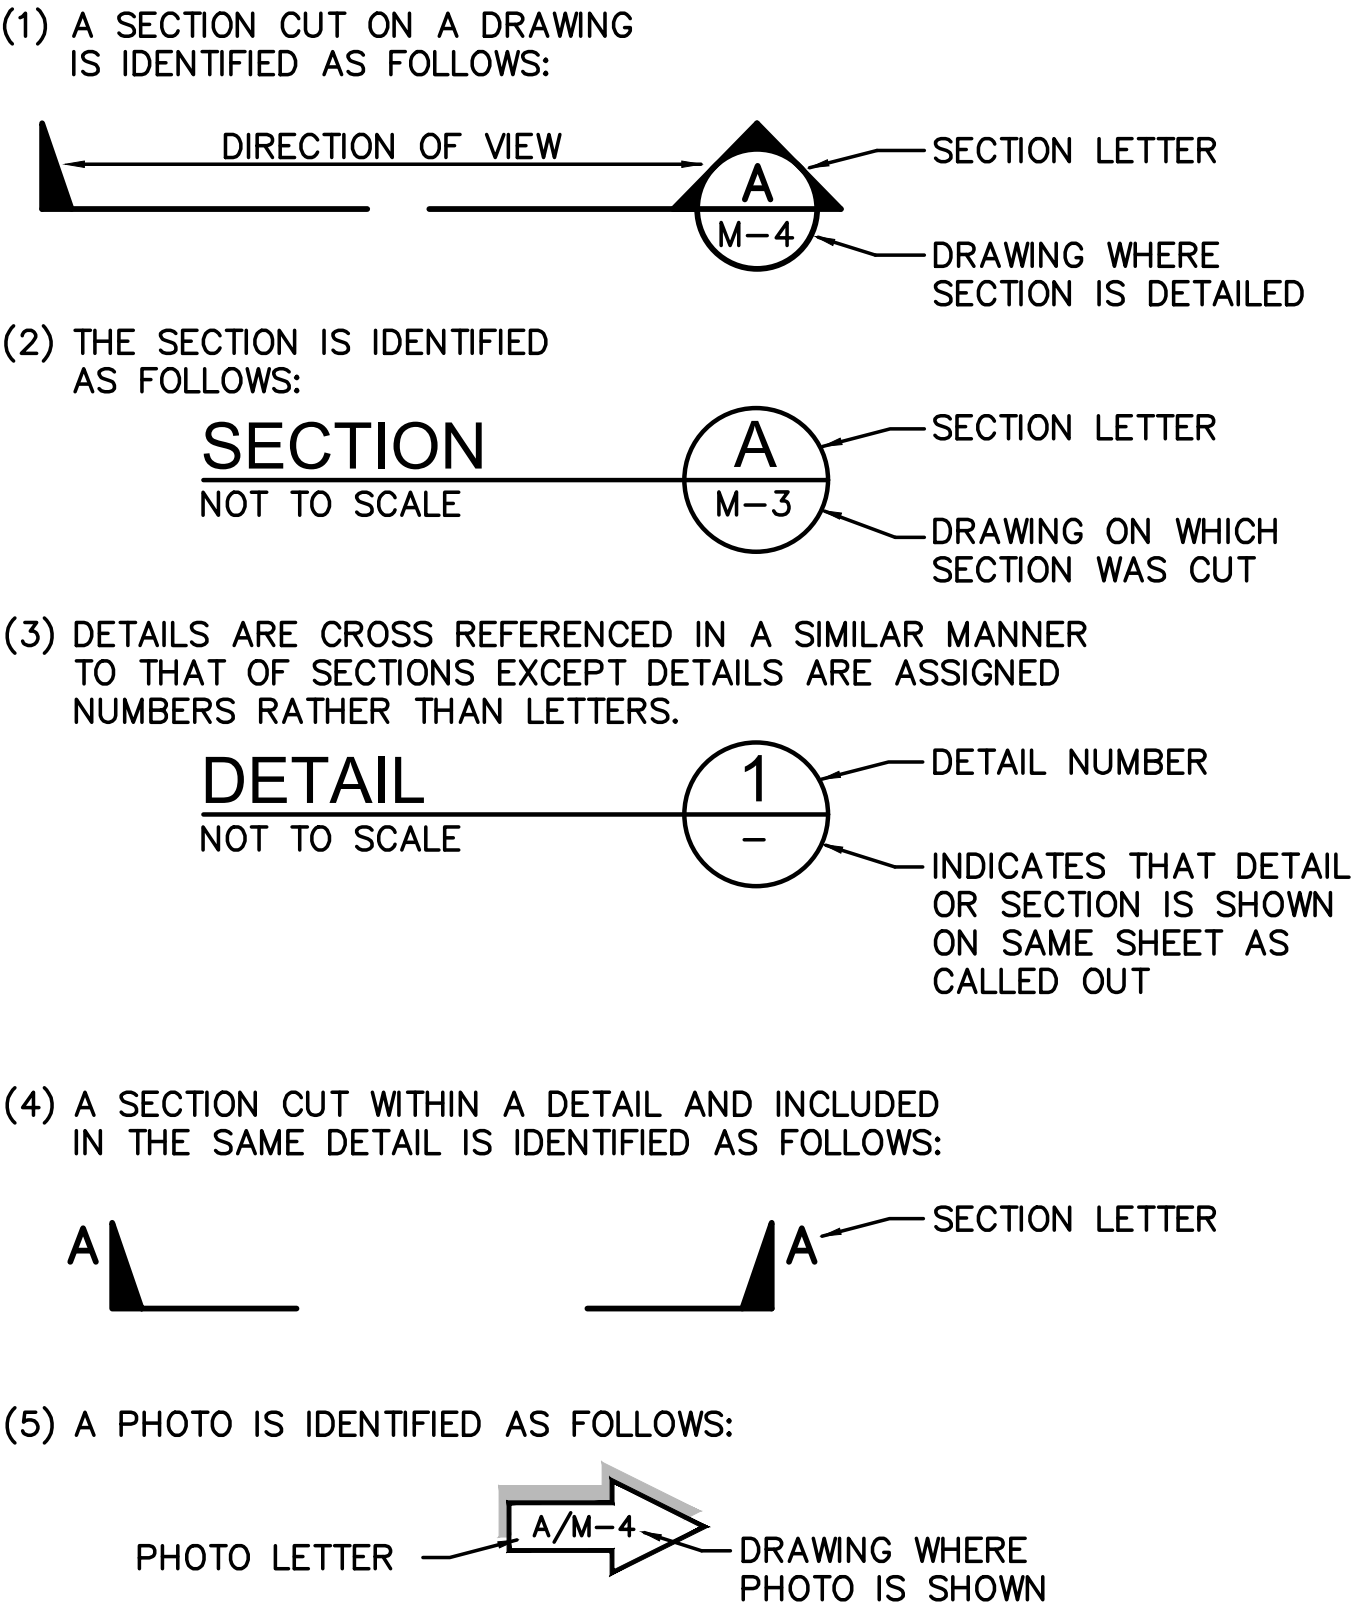 (1) A SECTION CUT ON A DRAWING
IS IDENTIFIED AS FOLLOWS:
DIRECTION OF VIEW
A
M-4
SECTION LETTER
DRAWING WHERE
SECTION IS DETAILED
(2) THE SECTION IS IDENTIFIED
AS FOLLOWS:
SECTION
NOT TO SCALE
A
M-3
SECTION LETTER
DRAWING ON WHICH
SECTION WAS CUT
(3) DETAILS ARE CROSS REFERENCED IN A SIMILAR MANNER
TO THAT OF SECTIONS EXCEPT DETAILS ARE ASSIGNED
NUMBERS RATHER THAN LETTERS.
DETAIL
NOT TO SCALE
1
-
DETAIL NUMBER
INDICATES THAT DETAIL
OR SECTION IS SHOWN
ON SAME SHEET AS
CALLED OUT
(4) A SECTION CUT WITHIN A DETAIL AND INCLUDED
IN THE SAME DETAIL IS IDENTIFIED AS FOLLOWS:
A
A
SECTION LETTER
(5) A PHOTO IS IDENTIFIED AS FOLLOWS:
A/M-4
PHOTO LETTER
DRAWING WHERE
PHOTO IS SHOWN